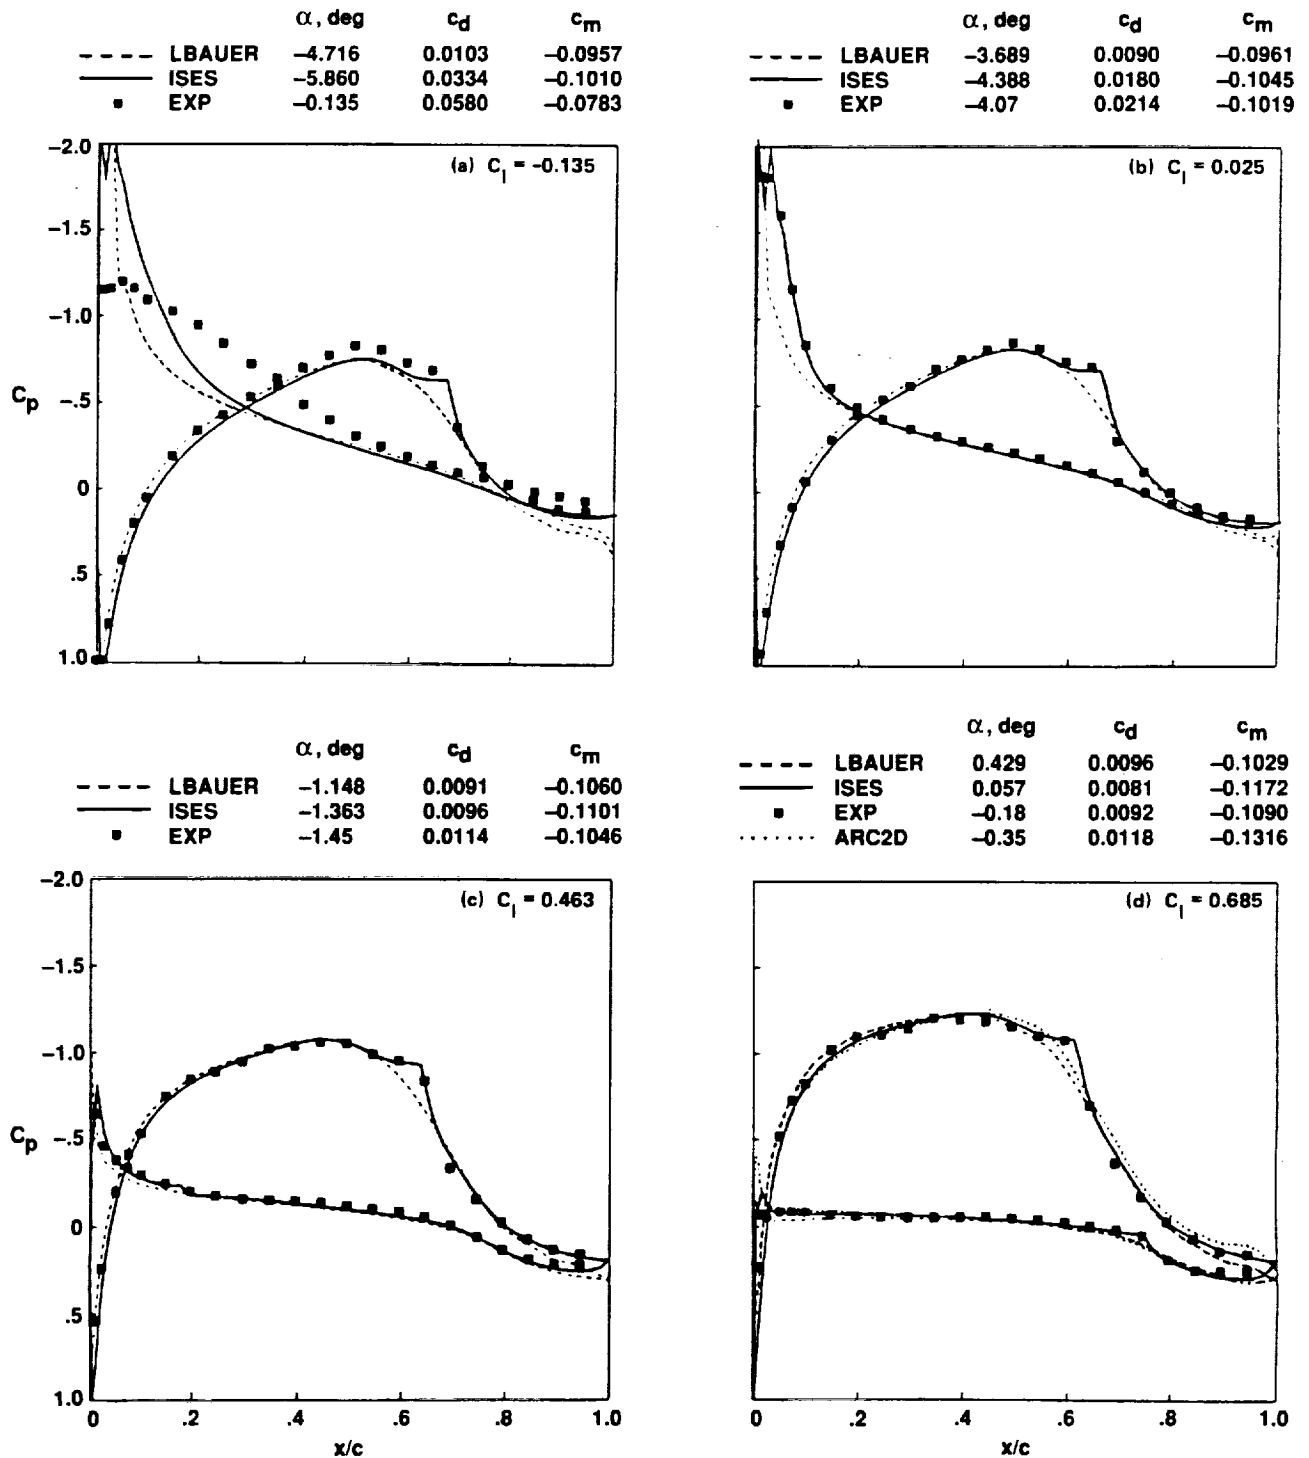 α, deg c_d c_m
LBAUER −4.716 0.0103 −0.0957
ISES −5.860 0.0334 −0.1010
EXP −0.135 0.0580 −0.0783
α, deg c_d c_m
LBAUER −3.689 0.0090 −0.0961
ISES −4.388 0.0180 −0.1045
EXP −4.07 0.0214 −0.1019
(a) C_l = -0.135
−2.0
−1.5
−1.0
−.5
0
.5
1.0
C_p
(b) C_l = 0.025
α, deg c_d c_m
LBAUER −1.148 0.0091 −0.1060
ISES −1.363 0.0096 −0.1101
EXP −1.45 0.0114 −0.1046
α, deg c_d c_m
LBAUER 0.429 0.0096 −0.1029
ISES 0.057 0.0081 −0.1172
EXP −0.18 0.0092 −0.1090
ARC2D −0.35 0.0118 −0.1316
(c) C_l = 0.463
−2.0
−1.5
−1.0
−.5
0
.5
1.0
C_p
0 .2 .4 .6 .8 1.0
x/c
(d) C_l = 0.685
0 .2 .4 .6 .8 1.0
x/c